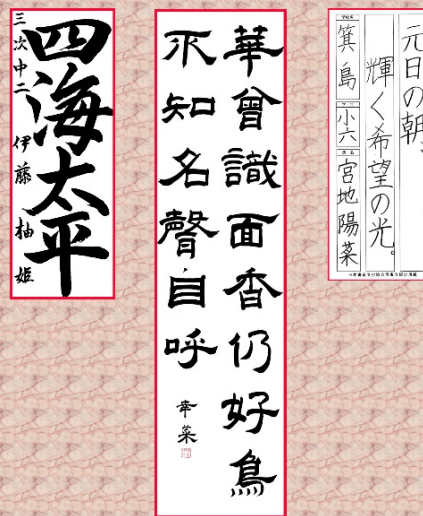 元日の朝、
輝く希望の光。
箕島 小六 宮地陽菜
華曾識面香仍好鳥
不知名聲自呼 幸菜
四海太平
三次中二 伊藤柚姫